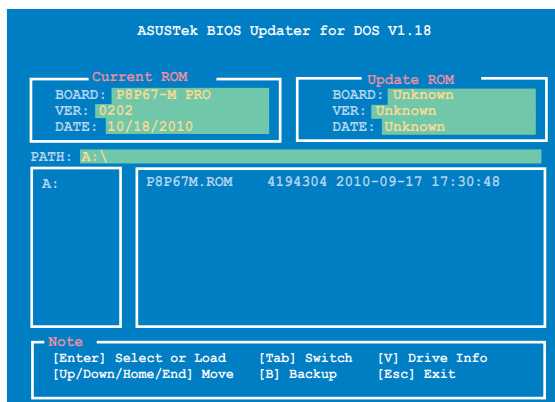 ASUSTek BIOS Updater for DOS V1.18
Current ROM
BOARD: P8P67-M PRO
VER: 0202
DATE: 10/18/2010
Update ROM
BOARD: Unknown
VER: Unknown
DATE: Unknown
PATH: A:\
A:
P8P67M.ROM 4194304 2010-09-17 17:30:48
Note
[Enter] Select or Load [Tab] Switch [V] Drive Info
[Up/Down/Home/End] Move [B] Backup [Esc] Exit